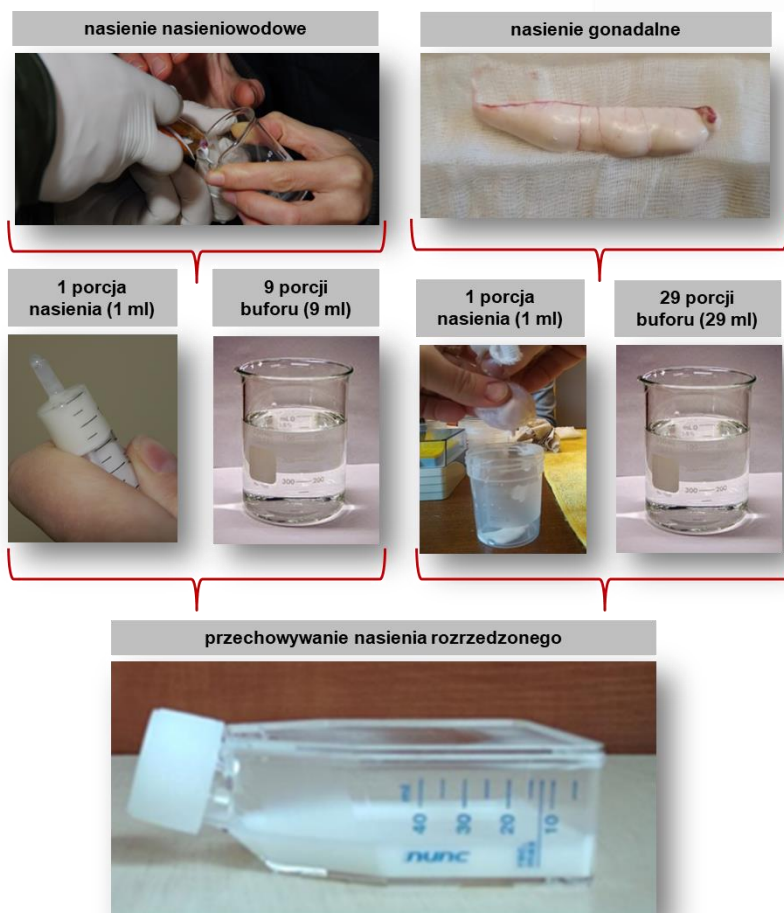 nasienie nasieniowodowe
nasienie gonadalne
1 porcja
nasienia (1 ml)
9 porcji
buforu (9 ml)
1 porcja
nasienia (1 ml)
29 porcji
buforu (29 ml)
przechowywanie nasienia rozrzedzonego
ml
40
30
20
10
nunc